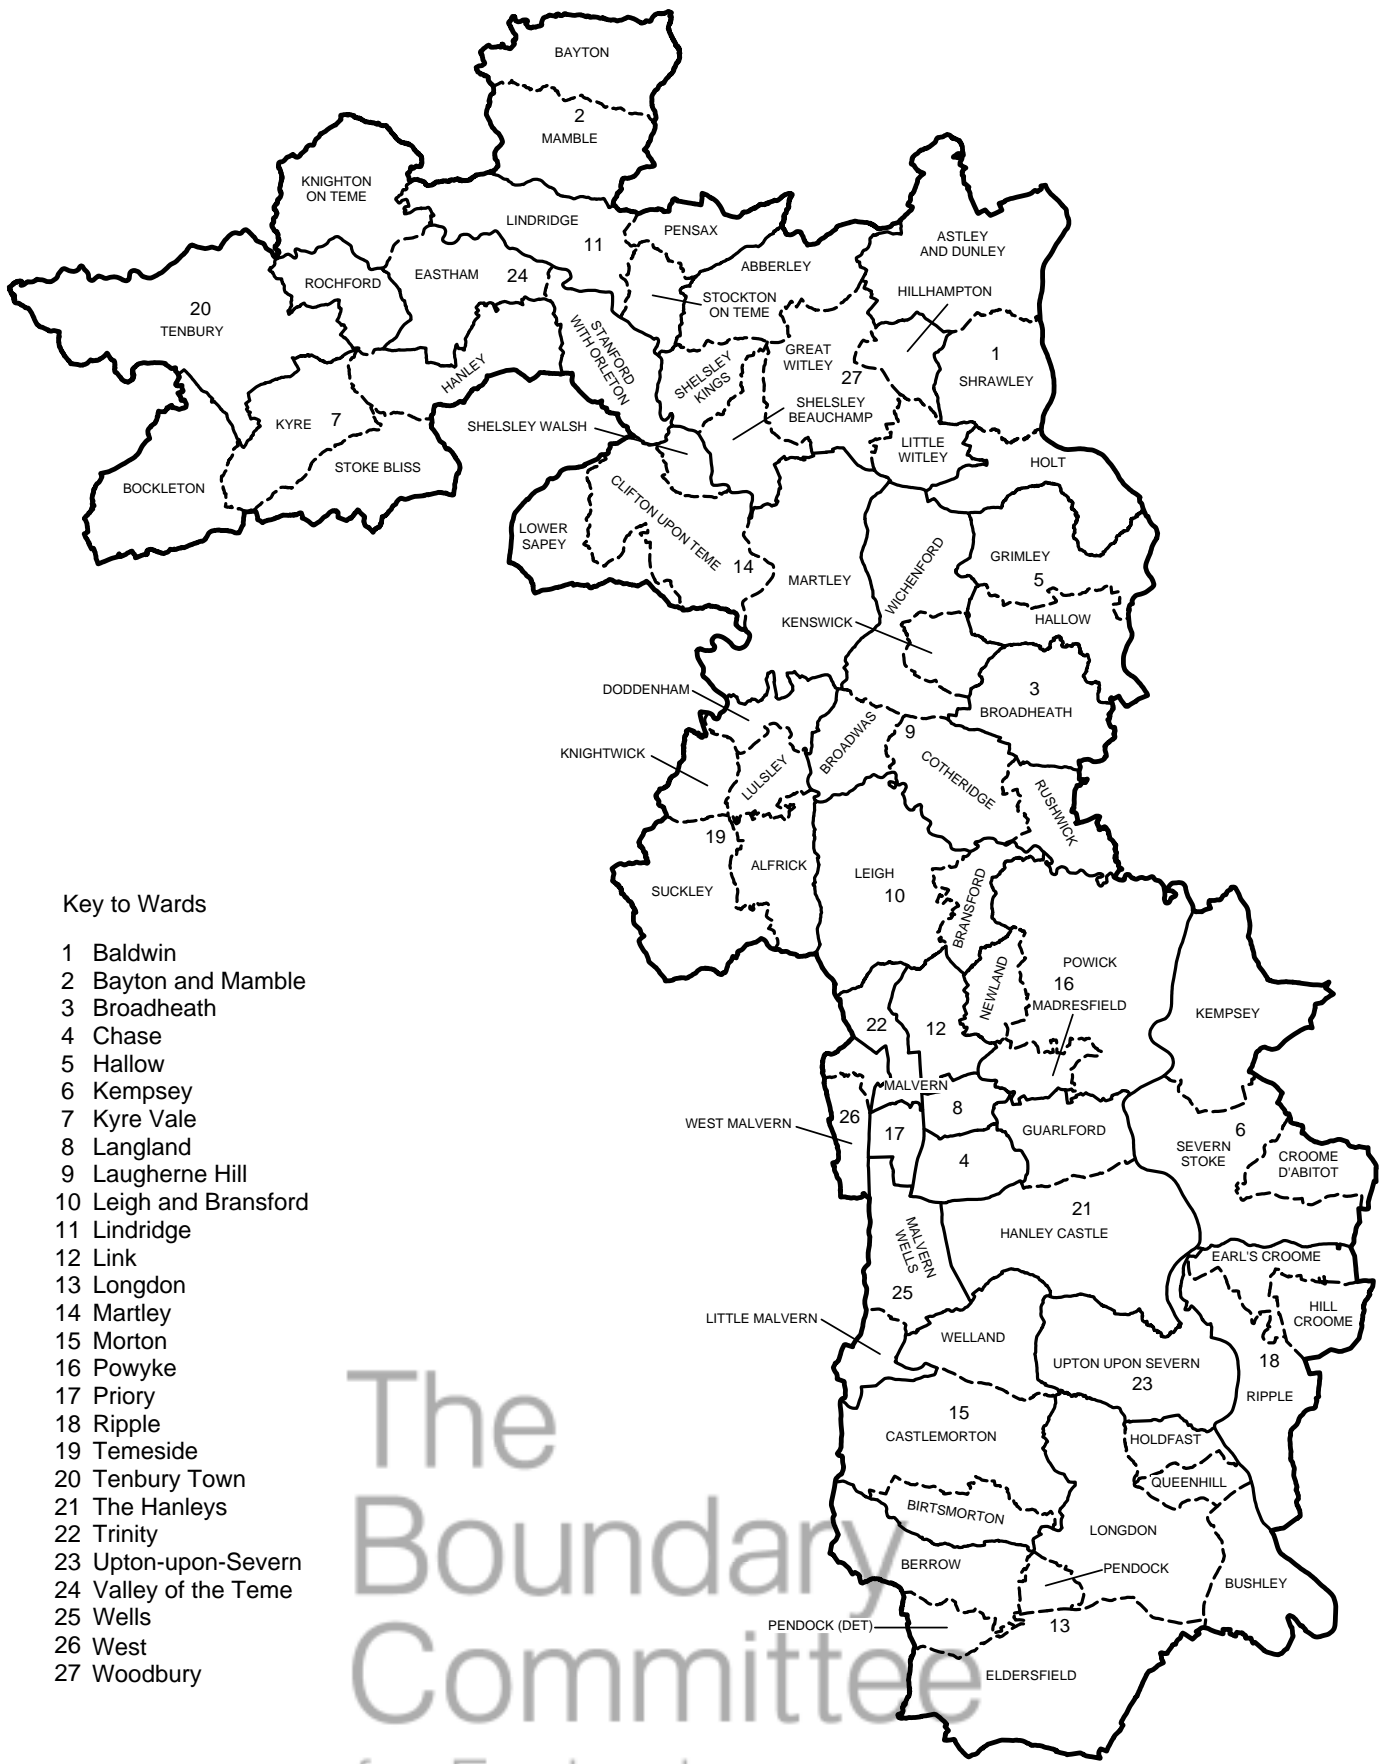 BAYTON
2
MAMBLE
KNIGHTON
ON TEME
LINDRIDGE
11
PENSAX
ASTLEY
AND DUNLEY
ABBERLEY
ROCHFORD
EASTHAM
24
HILLHAMPTON
STOCKTON
ON TEME
20
TENBURY
STANFORD
WITH ORLETON
GREAT
WITLEY
27
1
SHRAWLEY
HANLEY
SHELSLEY
KINGS
SHELSLEY
BEAUCHAMP
KYRE
7
SHELSLEY WALSH
LITTLE
WITLEY
HOLT
STOKE BLISS
BOCKLETON
CLIFTON UPON TEME
14
LOWER
SAPEY
MARTLEY
WICHENFORD
GRIMLEY
5
HALLOW
KENSWICK
DODDENHAM
3
BROADHEATH
KNIGHTWICK
LULSLEY
BROADWAS
9
COTHERIDGE
RUSHWICK
19
ALFRICK
SUCKLEY
LEIGH
10
BRANSFORD
NEWLAND
POWICK
16
MADRESFIELD
KEMPSEY
22
12
MALVERN
8
WEST MALVERN
26
17
4
GUARLFORD
6
SEVERN
STOKE
CROOME
D'ABITOT
21
HANLEY CASTLE
MALVERN
WELLS
25
EARL'S CROOME
HILL
CROOME
LITTLE MALVERN
WELLAND
UPTON UPON SEVERN
23
18
RIPPLE
15
CASTLEMORTON
HOLDFAST
QUEENHILL
BIRTSMORTON
LONGDON
BERROW
PENDOCK
BUSHLEY
PENDOCK (DET)
13
ELDERSFIELD
Key to Wards
1 Baldwin
2 Bayton and Mamble
3 Broadheath
4 Chase
5 Hallow
6 Kempsey
7 Kyre Vale
8 Langland
9 Laugherne Hill
10 Leigh and Bransford
11 Lindridge
12 Link
13 Longdon
14 Martley
15 Morton
16 Powyke
17 Priory
18 Ripple
19 Temeside
20 Tenbury Town
21 The Hanleys
22 Trinity
23 Upton-upon-Severn
24 Valley of the Teme
25 Wells
26 West
27 Woodbury
The
Boundary
Committee